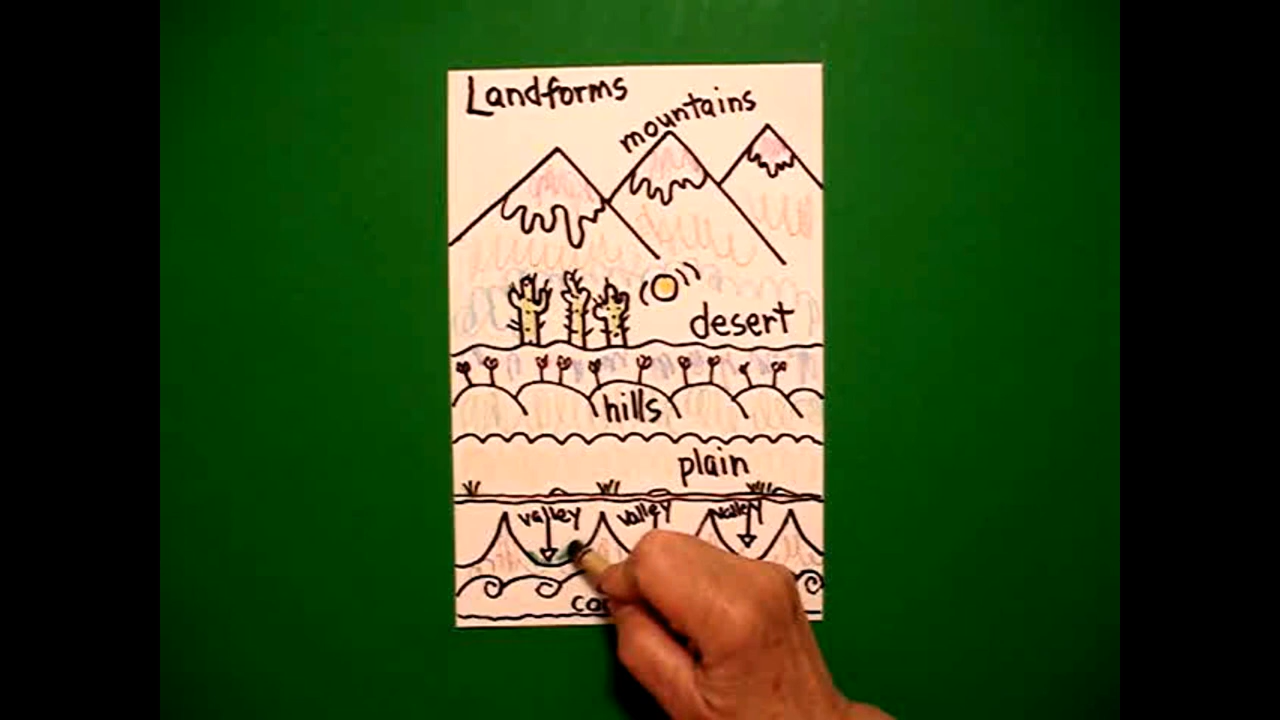 Landforms
mountains
desert
hills
plain
valley valley valley